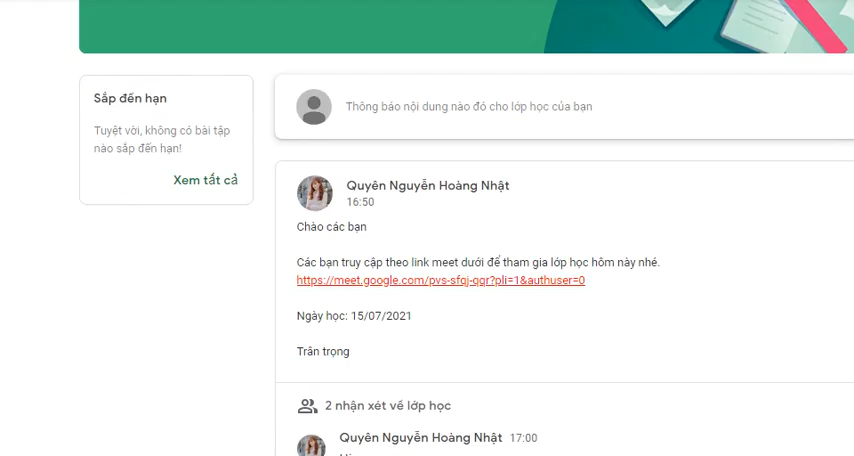 Sắp đến hạn
Tuyệt vời, không có bài tập
nào sắp đến hạn!
Xem tất cả
Thông báo nội dung nào đó cho lớp học của bạn
Quyên Nguyễn Hoàng Nhật
16:50
Chào các bạn
Các bạn truy cập theo link meet dưới để tham gia lớp học hôm này nhé.
https://meet.google.com/pvs-sfqj-qqr?pli=1&authuser=0
Ngày học: 15/07/2021
Trân trọng
2 nhận xét về lớp học
Quyên Nguyễn Hoàng Nhật 17:00